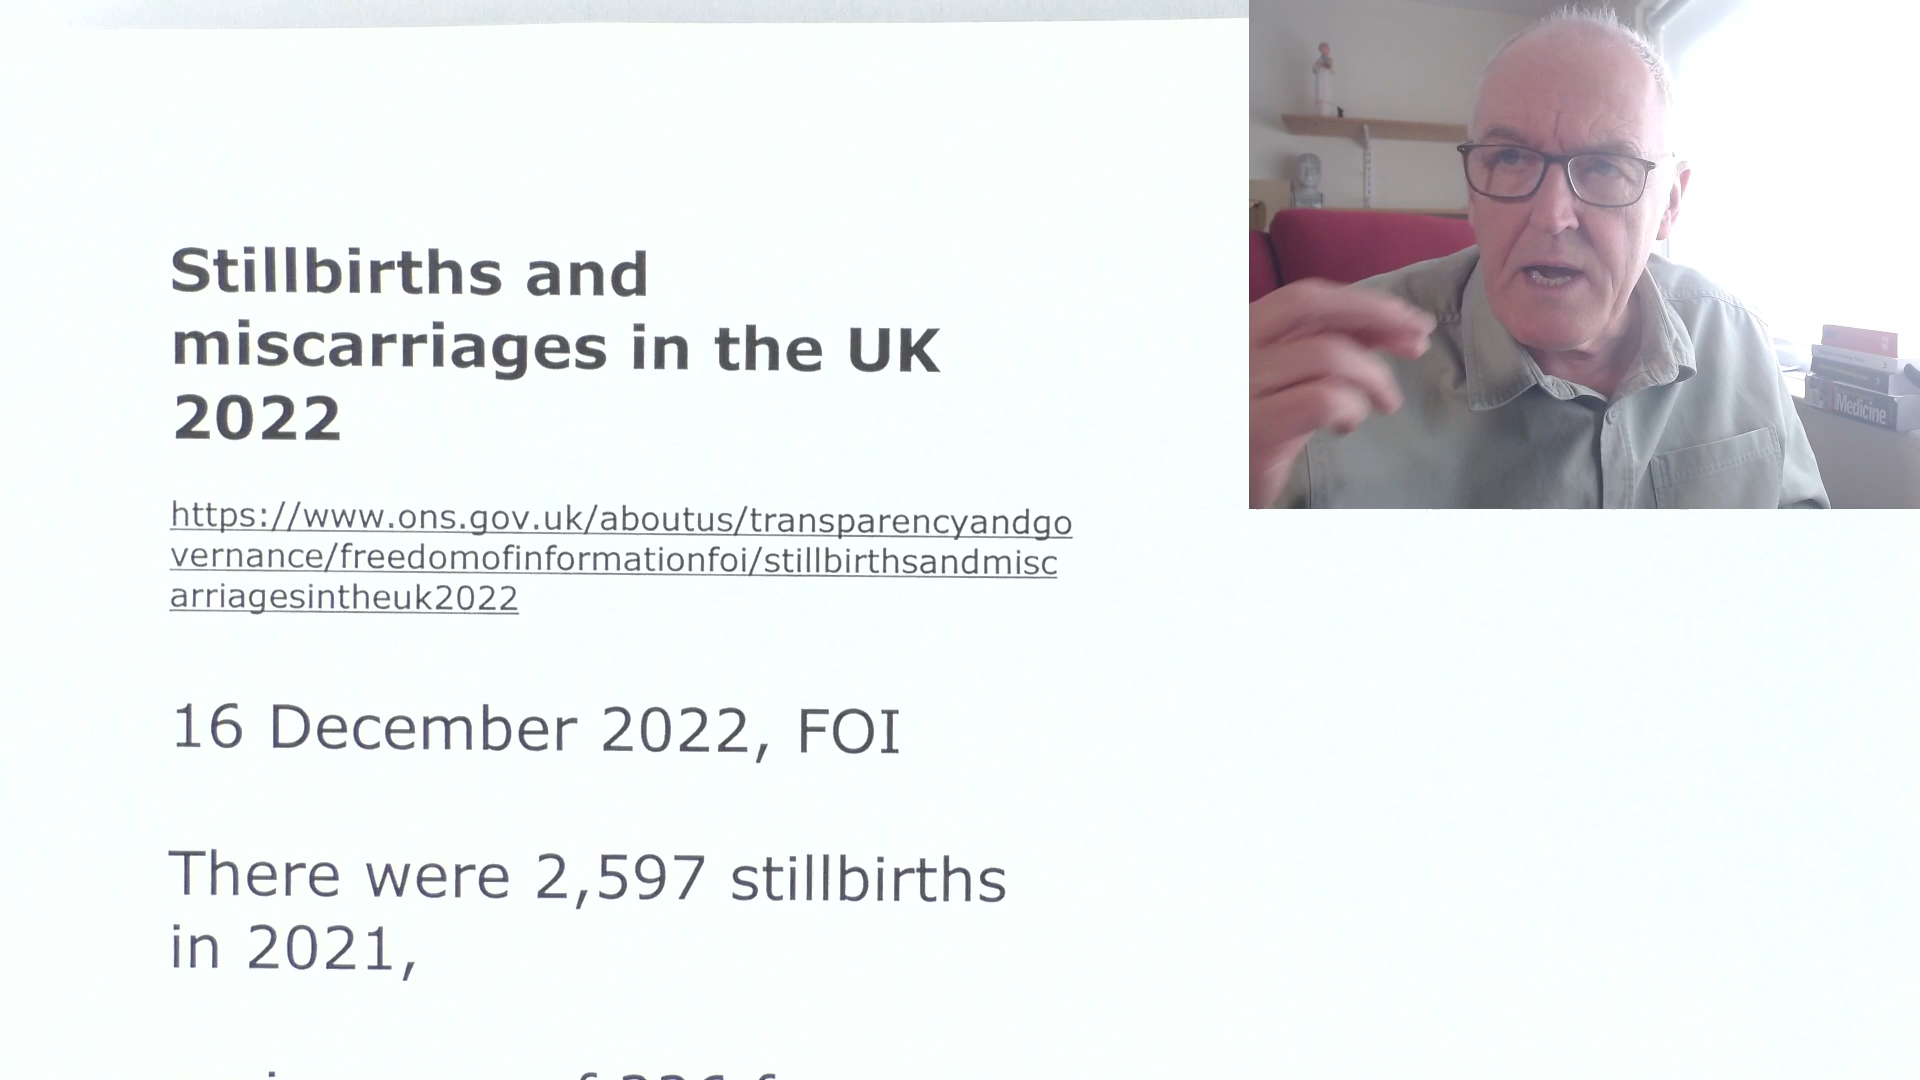 Stillbirths and
miscarriages in the UK
2022
https://www.ons.gov.uk/aboutus/transparencyandgo
vernance/freedomofinformationfoi/stillbirthsandmisc
arriagesintheuk2022
16 December 2022, FOI
There were 2,597 stillbirths
in 2021,
Medicine